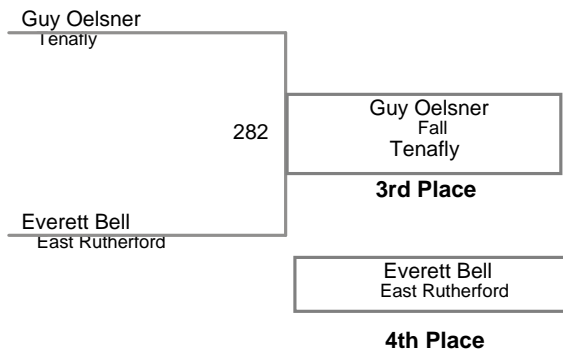 Guy Oelsner
Tenafly
282
Guy Oelsner
Fall
Tenafly
3rd Place
Everett Bell
East Rutherford
Everett Bell
East Rutherford
4th Place